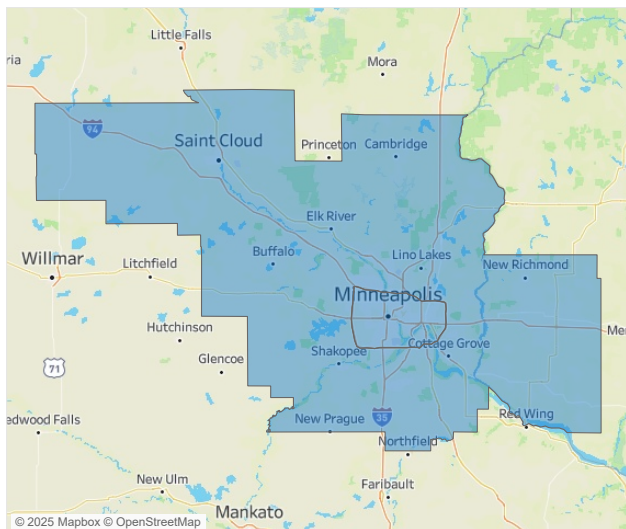 Little Falls
ria
Mora
94
Saint Cloud
Princeton
Cambridge
Elk River
Buffalo
Lino Lakes
Willmar
Litchfield
New Richmond
Minneapolis
Hutchinson
Men
Shakopee
Cottage Grove
Glencoe
71
New Prague
35
Red Wing
edwood Falls
Northfield
New Ulm
Faribault
Mankato
© 2025 Mapbox © OpenStreetMap